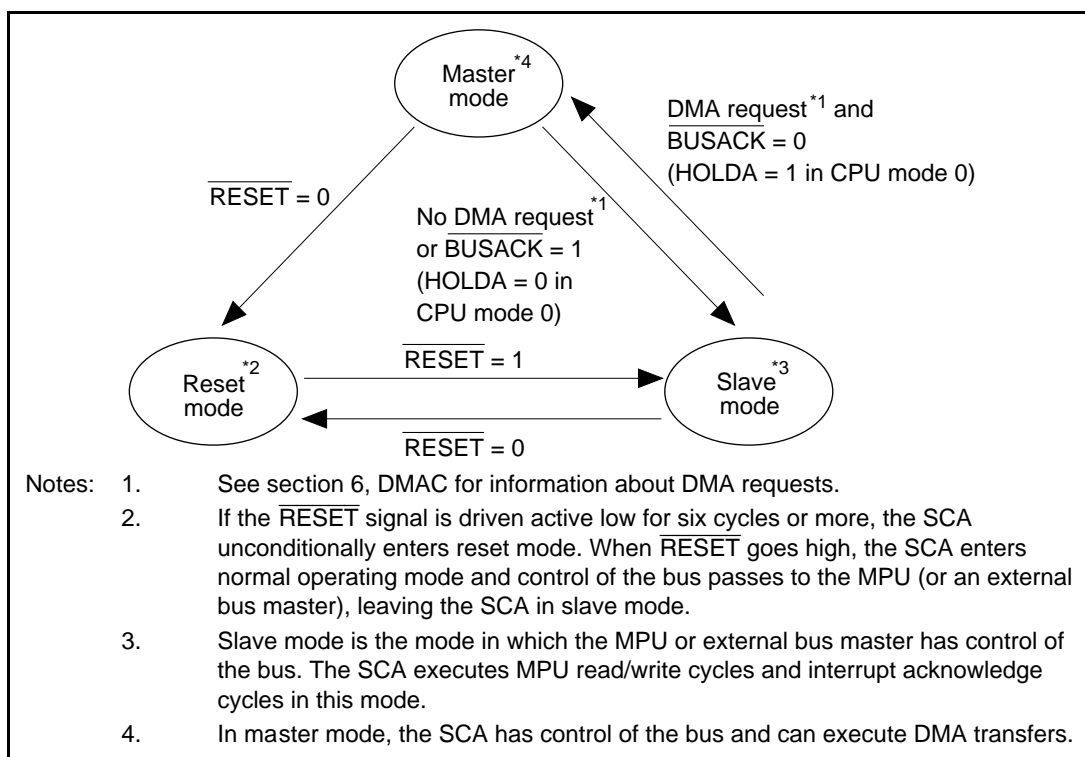 Master*4
mode
DMA request*1 and
B̅U̅S̅A̅C̅K̅ = 0
(HOLDA = 1 in CPU mode 0)
R̅E̅S̅E̅T̅ = 0
No DMA request*1
or B̅U̅S̅A̅C̅K̅ = 1
(HOLDA = 0 in
CPU mode 0)
R̅E̅S̅E̅T̅ = 1
Reset*2
mode
Slave*3
mode
R̅E̅S̅E̅T̅ = 0
Notes: 1. See section 6, DMAC for information about DMA requests.
2. If the R̅E̅S̅E̅T̅ signal is driven active low for six cycles or more, the SCA
unconditionally enters reset mode. When R̅E̅S̅E̅T̅ goes high, the SCA enters
normal operating mode and control of the bus passes to the MPU (or an external
bus master), leaving the SCA in slave mode.
3. Slave mode is the mode in which the MPU or external bus master has control of
the bus. The SCA executes MPU read/write cycles and interrupt acknowledge
cycles in this mode.
4. In master mode, the SCA has control of the bus and can execute DMA transfers.